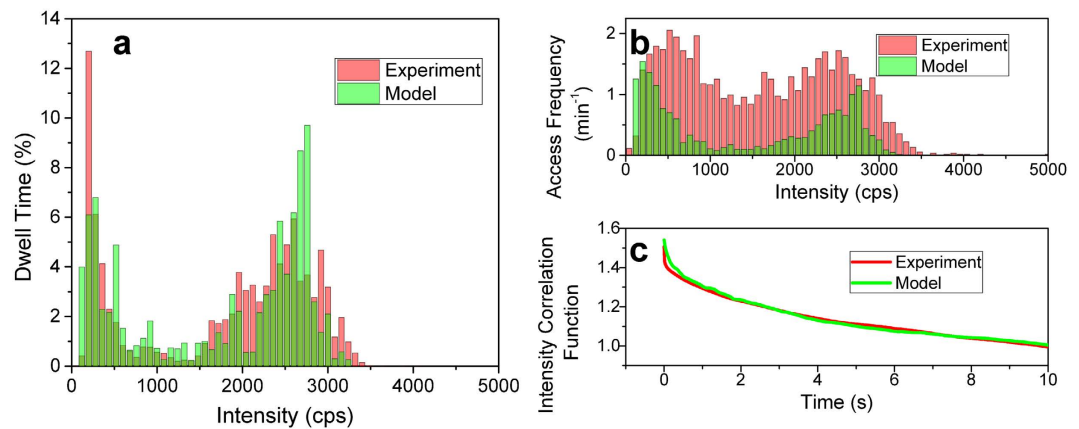 a
14
12
10
8
6
4
2
0
Dwell Time (%)
Experiment
Model
0 1000 2000 3000 4000 5000
Intensity (cps)
b
2
1
0
Access Frequency
(min⁻¹)
Experiment
Model
0 1000 2000 3000 4000 5000
Intensity (cps)
c
1.6
1.4
1.2
1.0
Intensity Correlation
Function
Experiment
Model
0 2 4 6 8 10
Time (s)